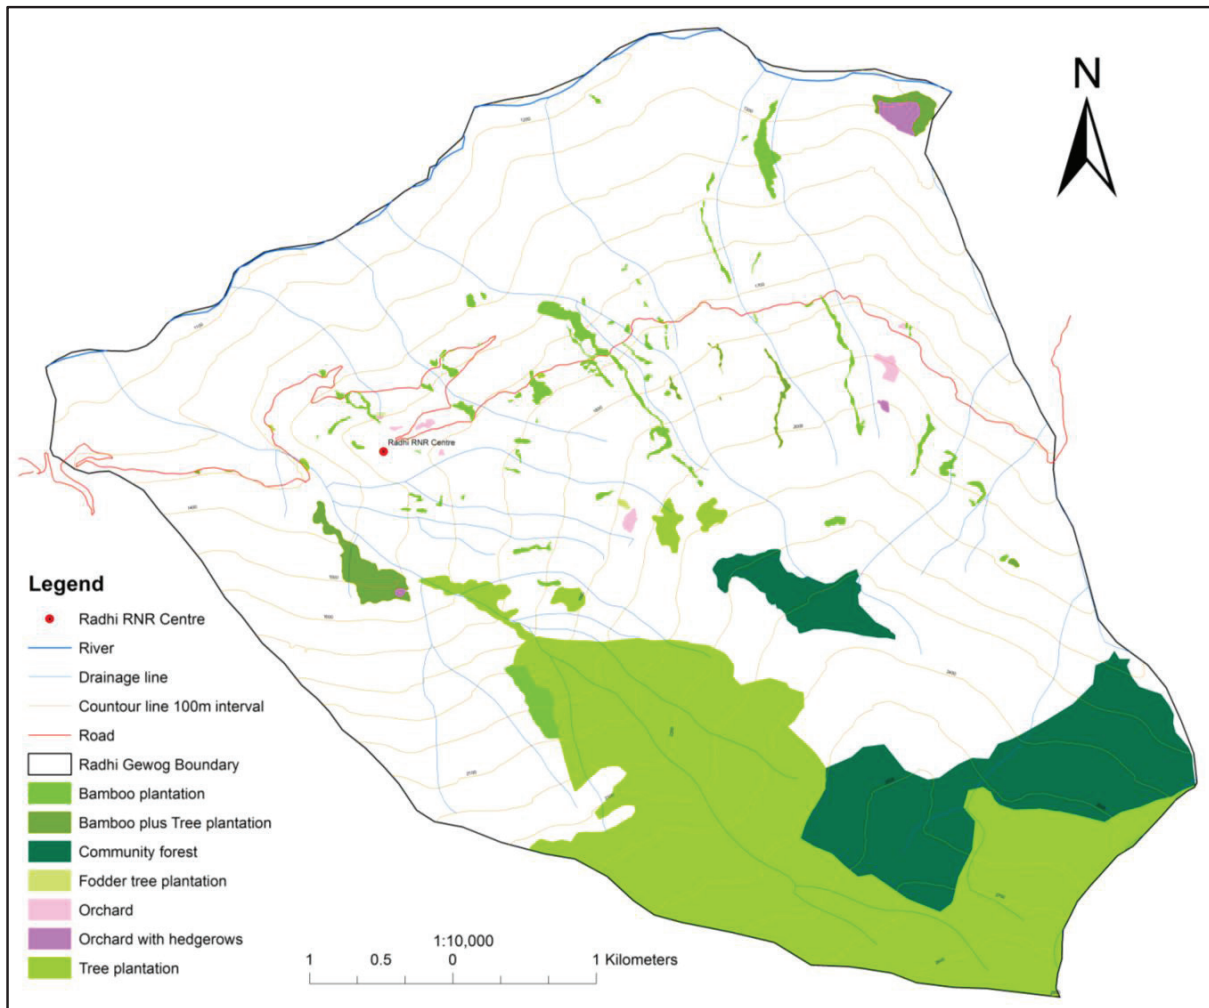 N
Radhi RNR Centre
Legend
Radhi RNR Centre
River
Drainage line
Countour line 100m interval
Road
Radhi Gewog Boundary
Bamboo plantation
Bamboo plus Tree plantation
Community forest
Fodder tree plantation
Orchard
Orchard with hedgerows
Tree plantation
1:10,000
1 0.5 0 1 Kilometers